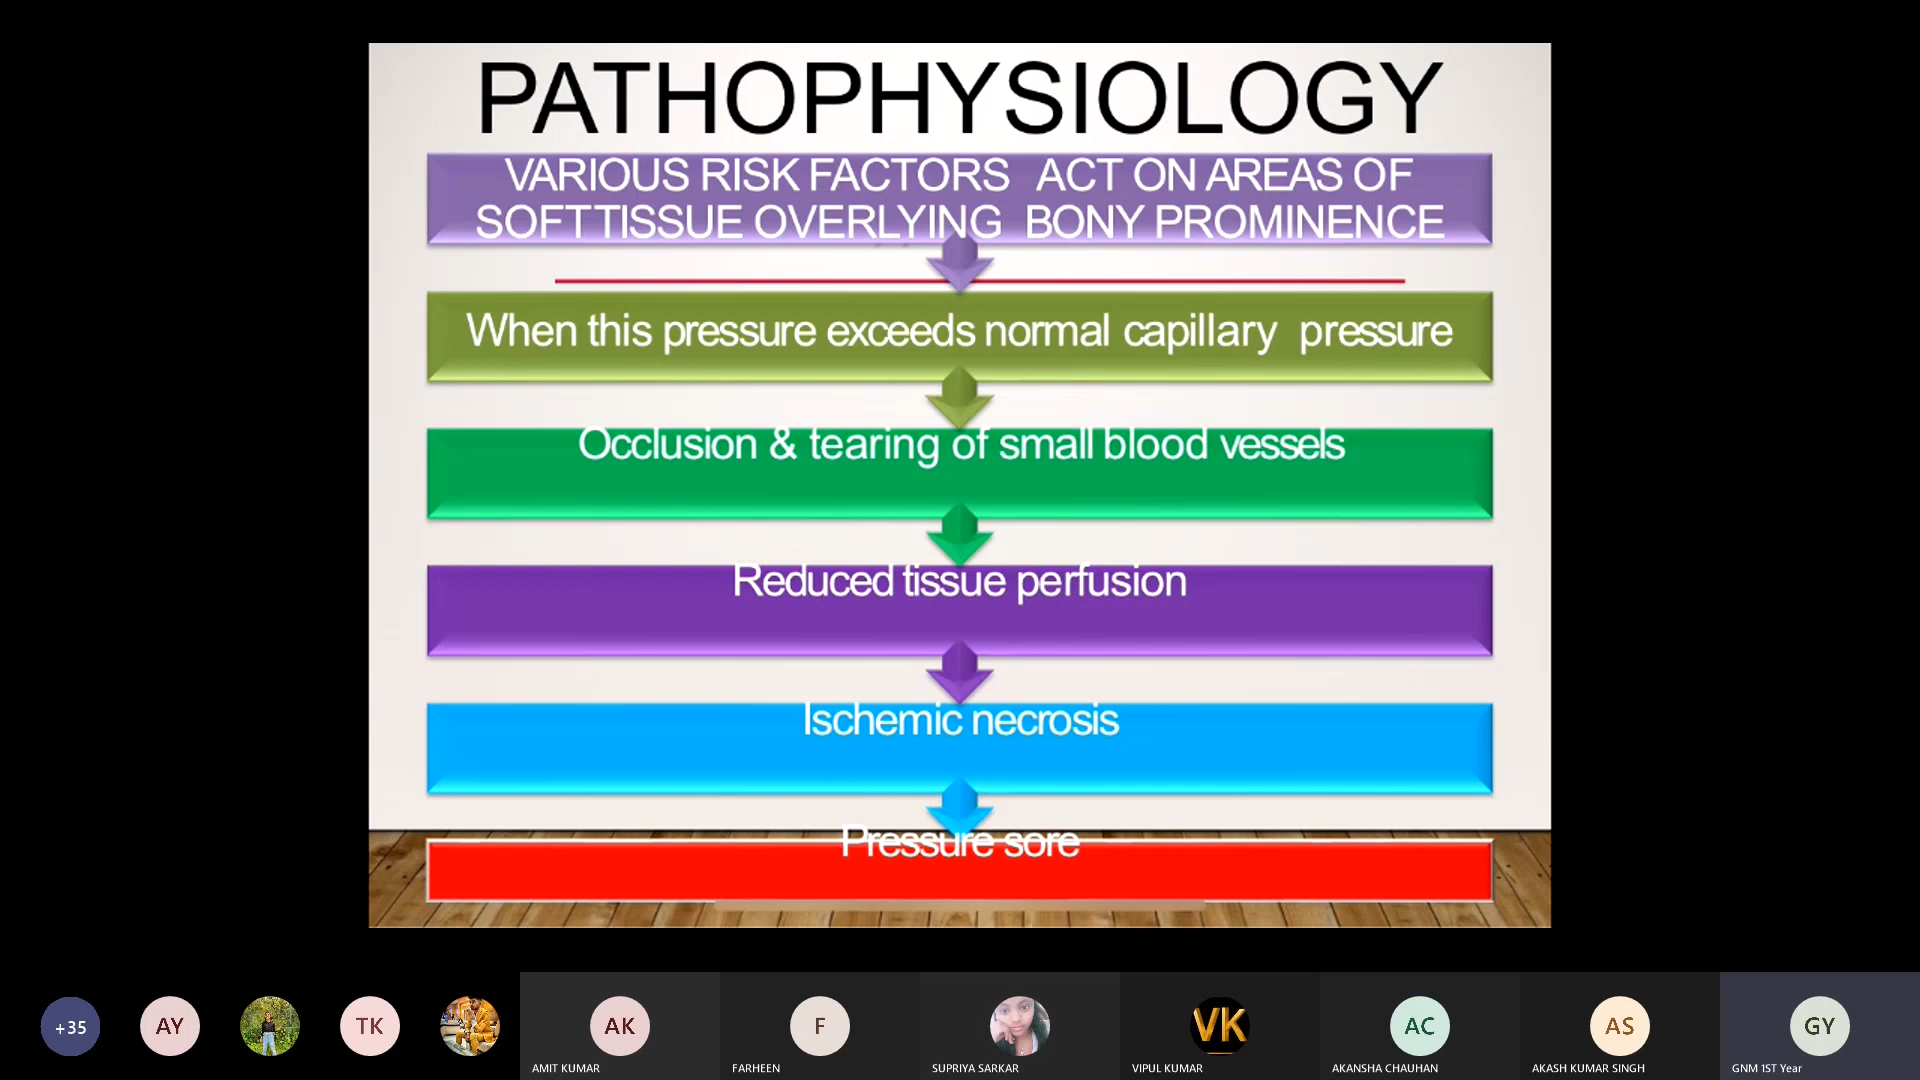 PATHOPHYSIOLOGY
VARIOUS RISK FACTORS ACT ON AREAS OF
SOFTTISSUE OVERLYING BONY PROMINENCE
When this pressure exceeds normal capillary pressure
Occlusion & tearing of small blood vessels
Reduced tissue perfusion
Ischemic necrosis
Pressure sore
+35
AY
TK
AK
F
VK
AC
AS
GY
AMIT KUMAR
FARHEEN
SUPRIYA SARKAR
VIPUL KUMAR
AKANSHA CHAUHAN
AKASH KUMAR SINGH
GNM 1ST Year